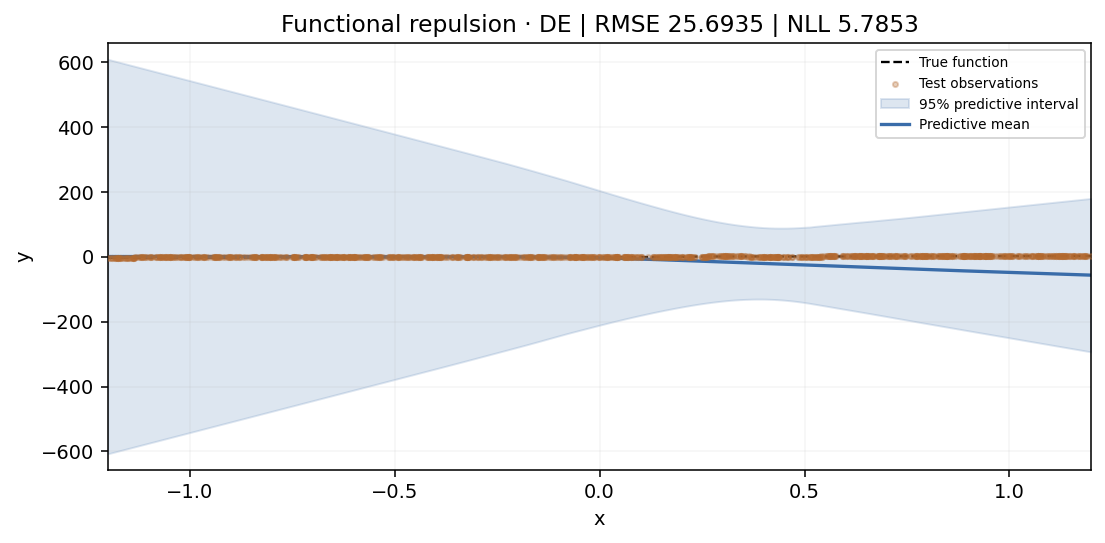 Functional repulsion · DE | RMSE 25.6935 | NLL 5.7853
True function
Test observations
95% predictive interval
Predictive mean
600
400
200
0
−200
−400
−600
y
−1.0
−0.5
0.0
0.5
1.0
x